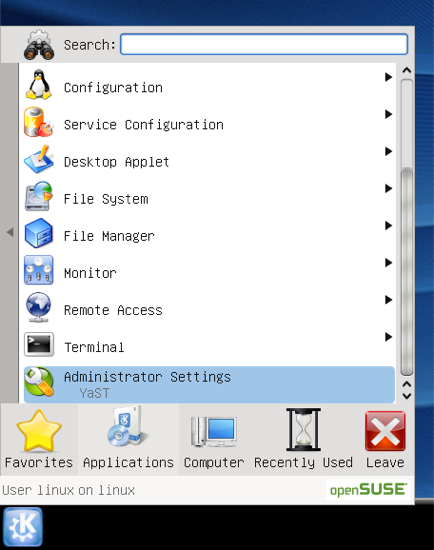 Search:
Configuration
Service Configuration
Desktop Applet
File System
File Manager
Monitor
Remote Access
Terminal
Administrator Settings
YaST
Favorites Applications Computer Recently Used Leave
User linux on linux openSUSE